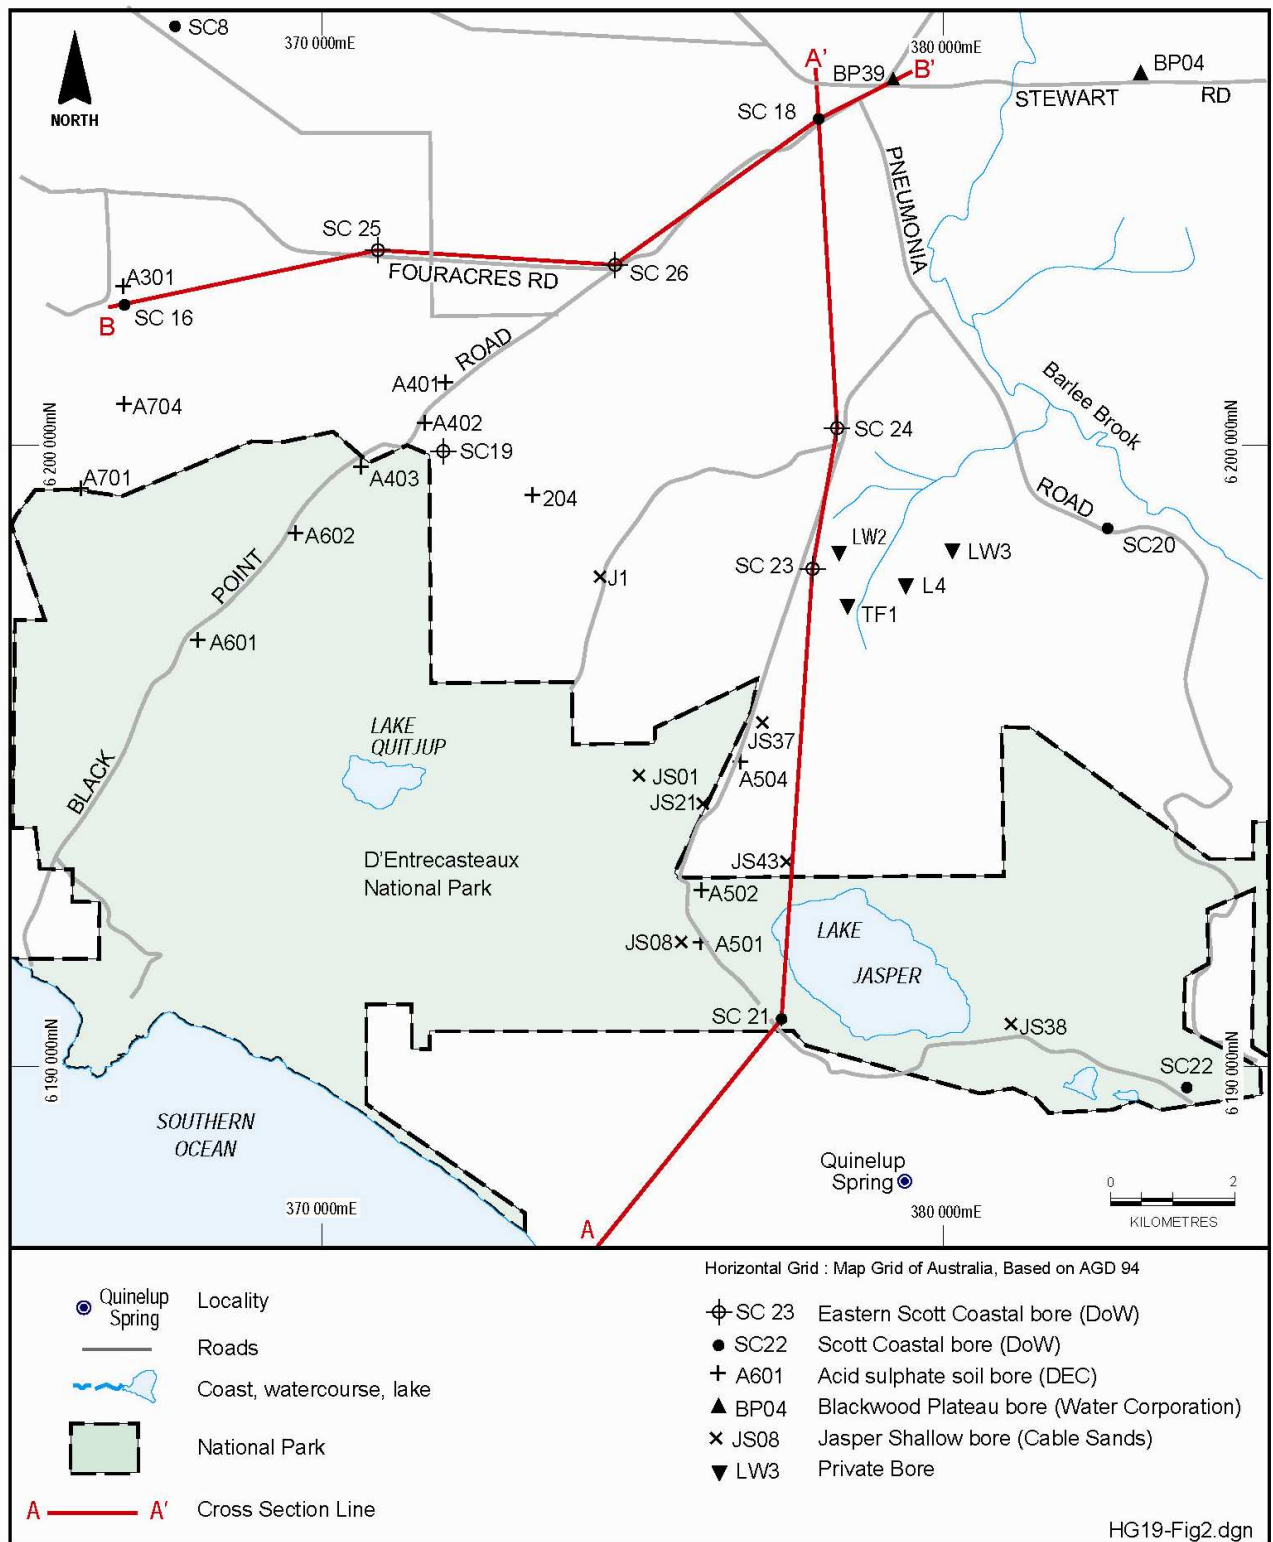 SC8
370 000mE
A'
380 000mE
BP39
B'
BP04
NORTH
SC 18
STEWART
RD
PNEUMONIA
SC 25
FOURACRES RD
SC 26
A301
B
SC 16
ROAD
Barlee Brook
A401
A704
A402
SC 24
6 200 000mN
6 200 000mN
SC19
A403
A701
204
ROAD
A602
LW2
SC20
SC 23
LW3
POINT
J1
L4
TF1
A601
LAKE
QUITJUP
JS37
BLACK
JS01
A504
JS21
D'Entrecasteaux
National Park
JS43
A502
LAKE
JS08
A501
JASPER
SC 21
JS38
6 190 000mN
6 190 000mN
SC22
SOUTHERN
OCEAN
Quinelup
Spring
0
2
KILOMETRES
370 000mE
380 000mE
A
Horizontal Grid : Map Grid of Australia, Based on AGD 94
Quinelup
Spring
Locality
Roads
Coast, watercourse, lake
National Park
A
A'
Cross Section Line
SC 23
Eastern Scott Coastal bore (DoW)
SC22
Scott Coastal bore (DoW)
A601
Acid sulphate soil bore (DEC)
BP04
Blackwood Plateau bore (Water Corporation)
JS08
Jasper Shallow bore (Cable Sands)
LW3
Private Bore
HG19-Fig2.dgn